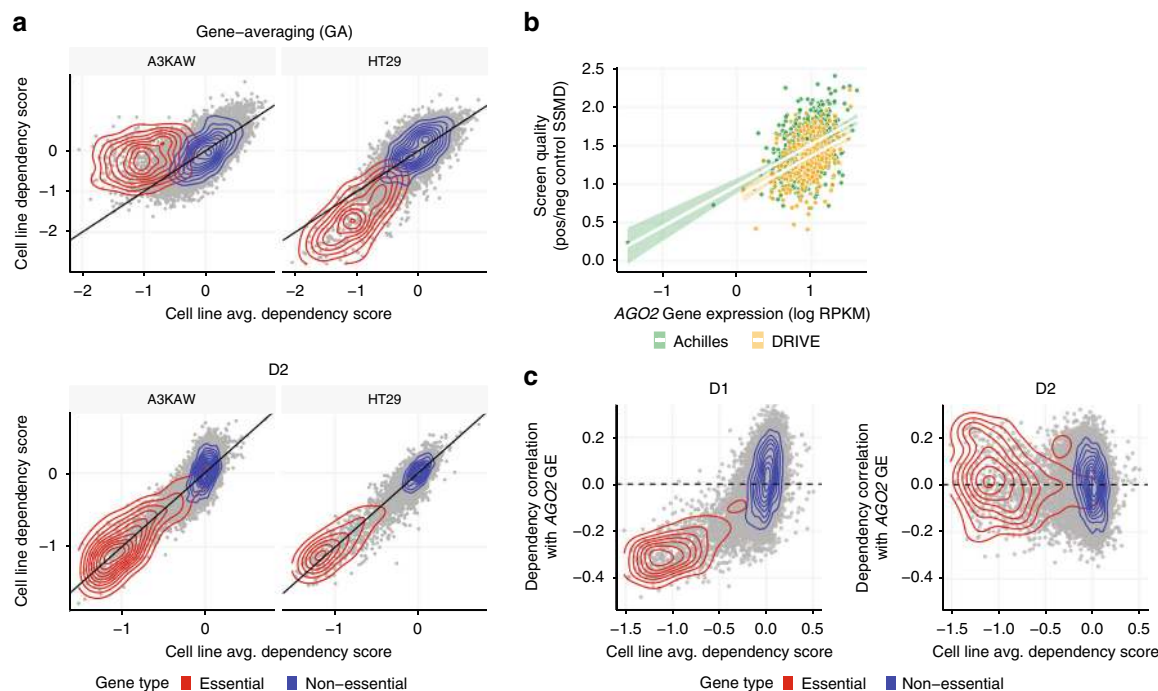 a
Gene−averaging (GA)
A3KAW
HT29
Cell line dependency score
0
−1
−2
−2
−1
0
−2
−1
0
Cell line avg. dependency score
D2
A3KAW
HT29
Cell line dependency score
0
−1
−1
0
−1
0
Cell line avg. dependency score
Gene type
Essential
Non−essential
b
Screen quality
(pos/neg control SSMD)
2.5
2.0
1.5
1.0
0.5
0.0
−1
0
1
AGO2 Gene expression (log RPKM)
Achilles
DRIVE
c
D1
Dependency correlation
with AGO2 GE
0.2
0.0
−0.2
−0.4
−1.5
−1.0
−0.5
0.0
0.5
Cell line avg. dependency score
D2
Dependency correlation
with AGO2 GE
0.2
0.0
−0.2
−0.4
−1.5
−1.0
−0.5
0.0
0.5
Cell line avg. dependency score
Gene type
Essential
Non−essential